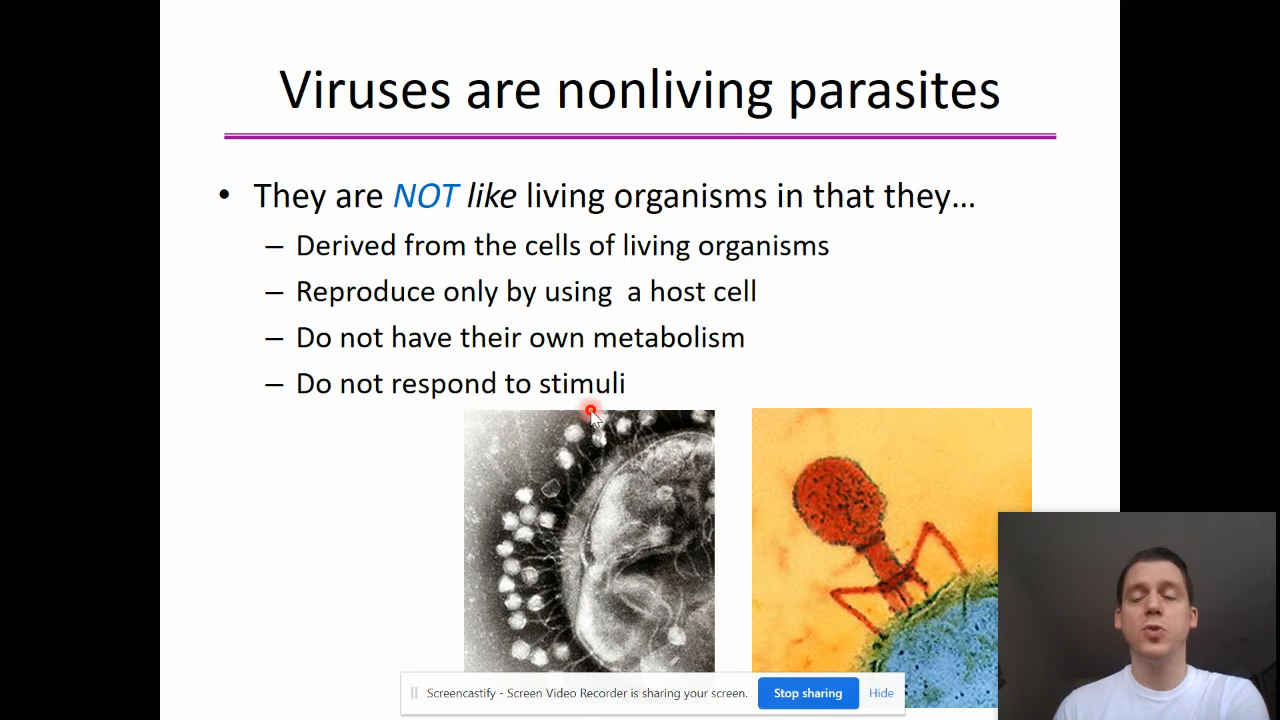 Viruses are nonliving parasites
• They are NOT like living organisms in that they…
– Derived from the cells of living organisms
– Reproduce only by using a host cell
– Do not have their own metabolism
– Do not respond to stimuli
Screencastify - Screen Video Recorder is sharing your screen. Stop sharing Hide